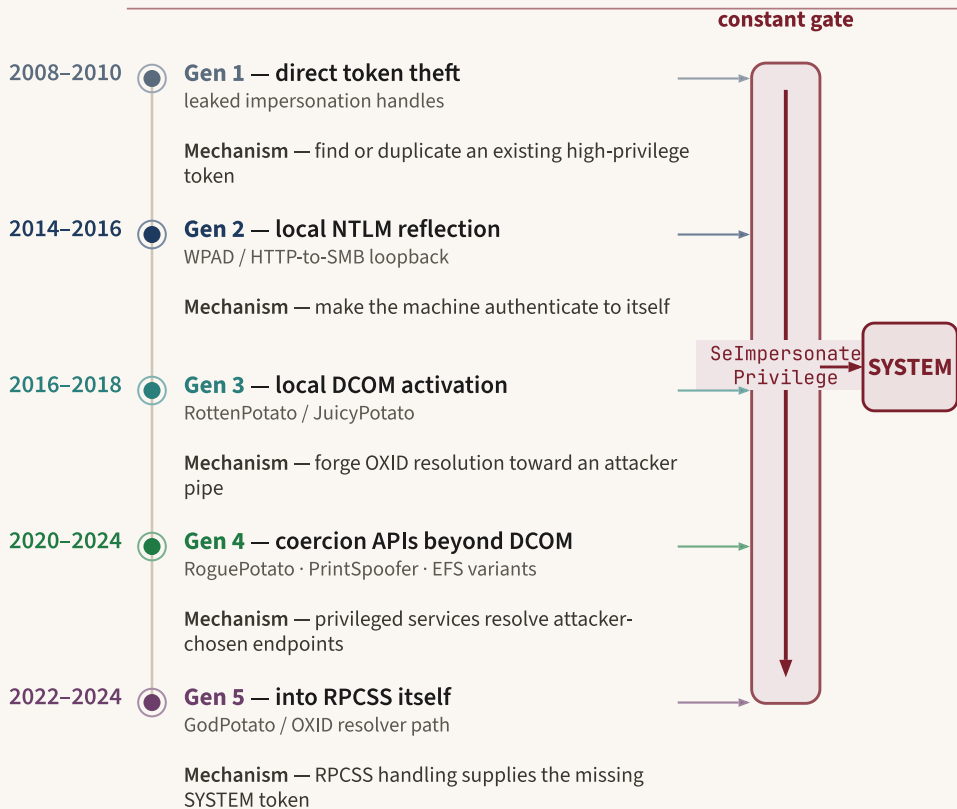 constant gate
2008–2010
Gen 1 — direct token theft
leaked impersonation handles
Mechanism — find or duplicate an existing high-privilege
token
2014–2016
Gen 2 — local NTLM reflection
WPAD / HTTP-to-SMB loopback
Mechanism — make the machine authenticate to itself
SeImpersonate
Privilege
SYSTEM
2016–2018
Gen 3 — local DCOM activation
RottenPotato / JuicyPotato
Mechanism — forge OXID resolution toward an attacker
pipe
2020–2024
Gen 4 — coercion APIs beyond DCOM
RoguePotato · PrintSpoofer · EFS variants
Mechanism — privileged services resolve attacker-
chosen endpoints
2022–2024
Gen 5 — into RPCSS itself
GodPotato / OXID resolver path
Mechanism — RPCSS handling supplies the missing
SYSTEM token